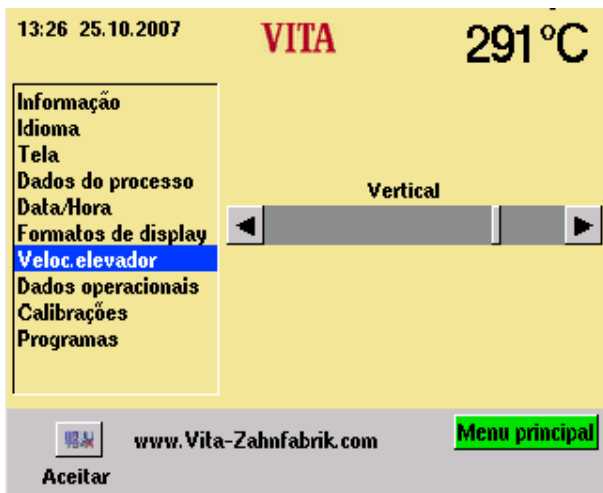 13:26 25.10.2007
VITA
291°C
Informação
Idioma
Tela
Dados do processo
Data/Hora
Formatos de display
Veloc.elevador
Dados operacionais
Calibrações
Programas
Vertical
www.Vita-Zahnfabrik.com
Menu principal
Aceitar